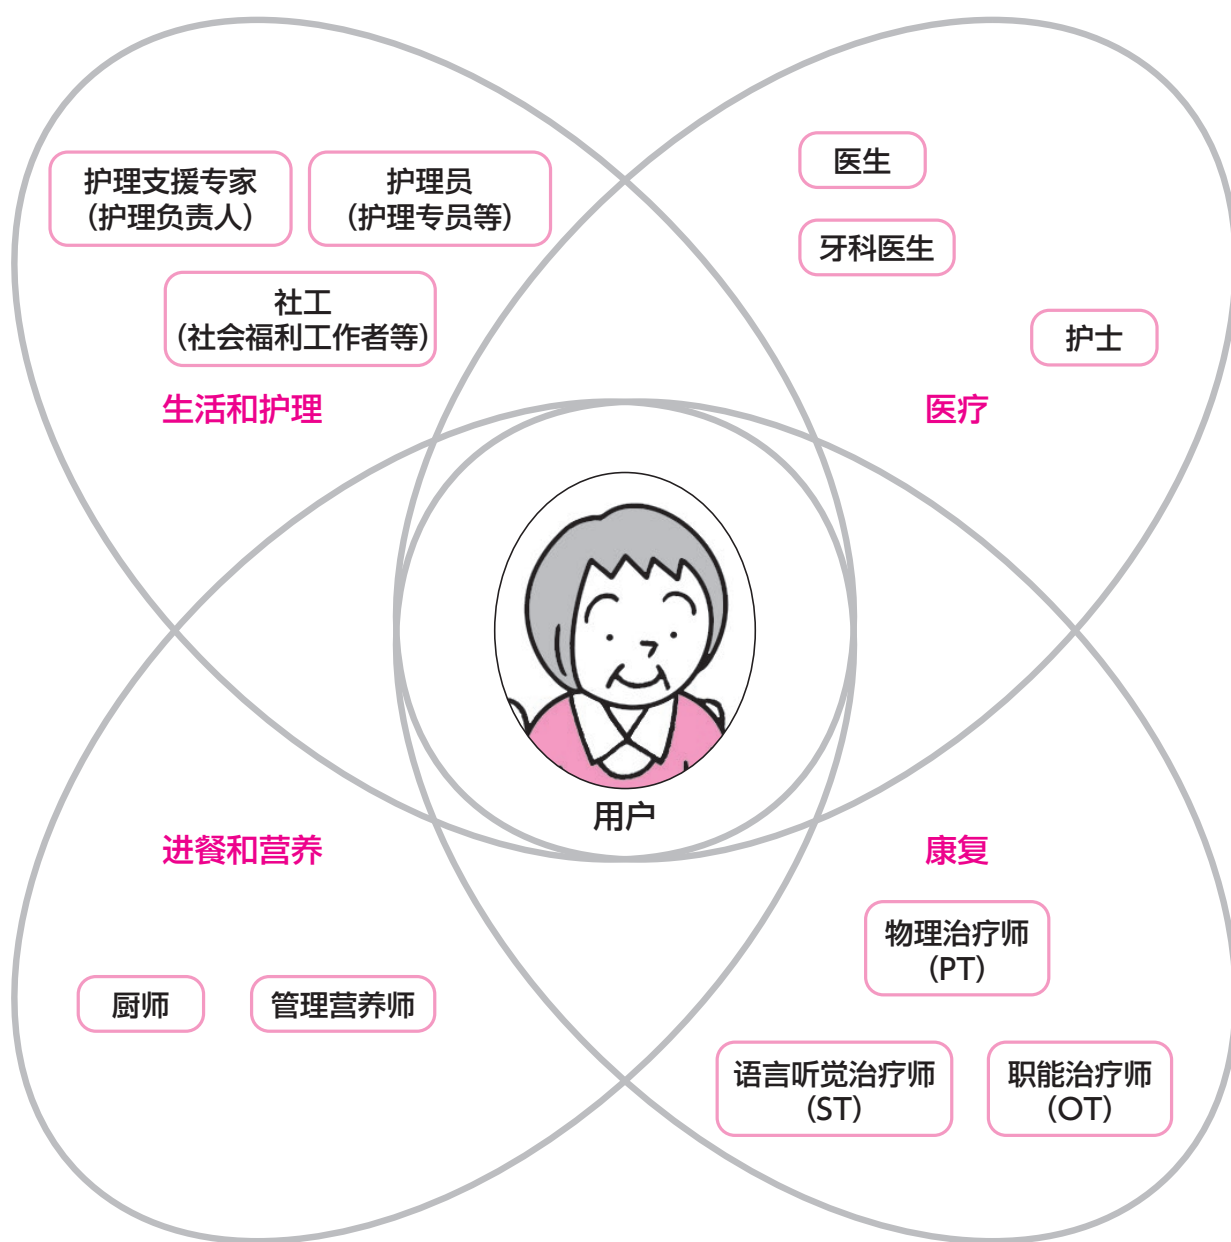 护理支援专家
（护理负责人）
护理员
（护理专员等）
社工
（社会福利工作者等）
生活和护理
医生
牙科医生
护士
医疗
用户
进餐和营养
厨师
管理营养师
康复
物理治疗师
(PT)
语言听觉治疗师
(ST)
职能治疗师
(OT)